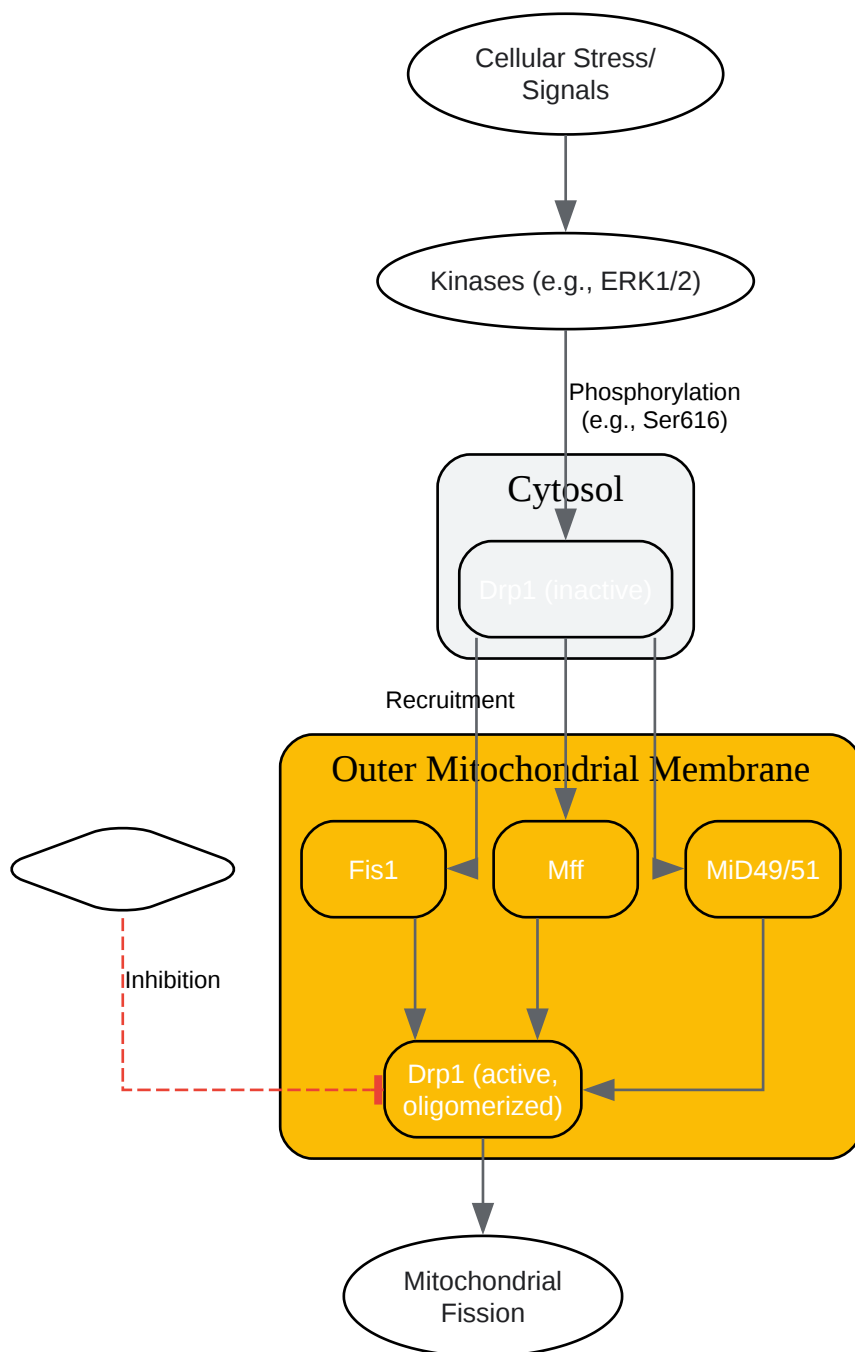 Cellular Stress/
Signals
Kinases (e.g., ERK1/2)
Phosphorylation
(e.g., Ser616)
Cytosol
Drp1 (inactive)
Recruitment
Outer Mitochondrial Membrane
Fis1
Mff
MiD49/51
Inhibition
Drp1 (active,
oligomerized)
Mitochondrial
Fission